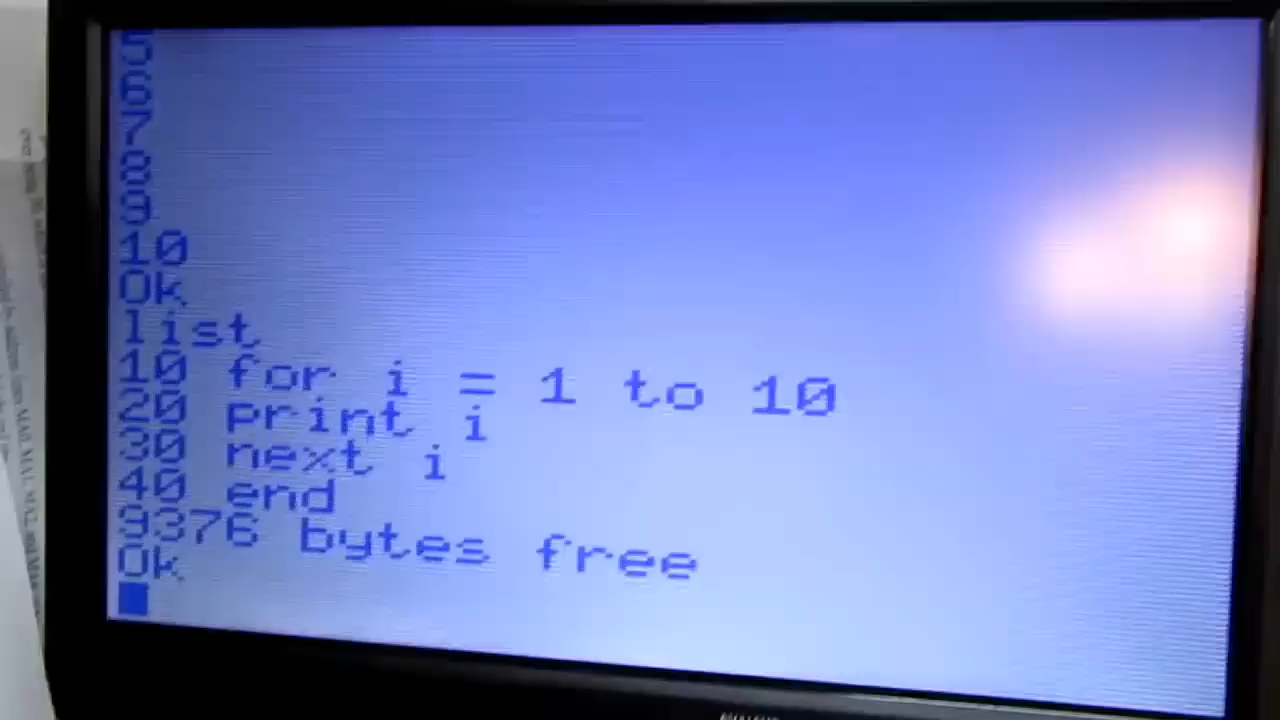 5
6
7
8
9
10
Ok
list
10 for i = 1 to 10
20 print i
30 next i
40 end
9376 bytes free
Ok